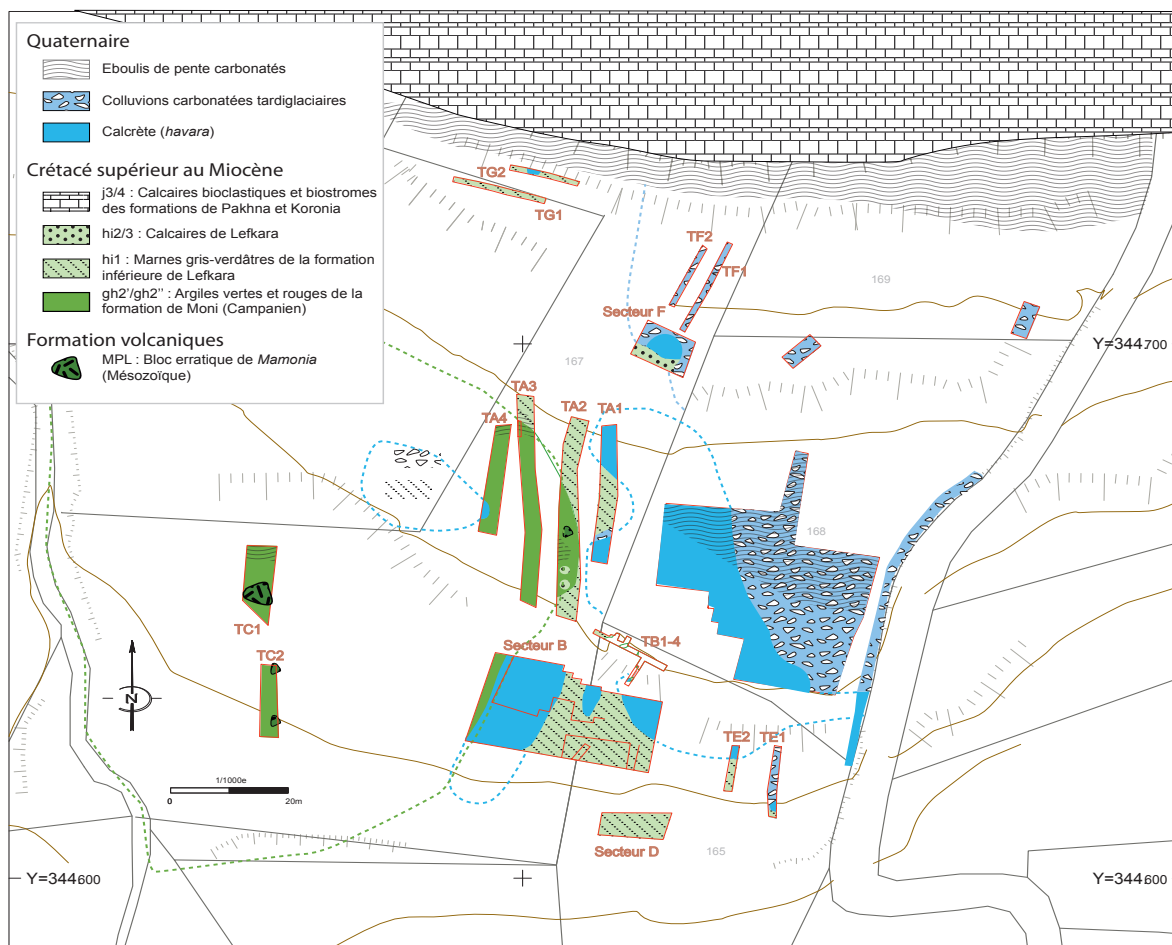 Quaternaire
Eboulis de pente carbonatés
Colluvions carbonatées tardiglaciaires
Calcrète (havara)
Crétacé supérieur au Miocène
j3/4 : Calcaires bioclastiques et biostromes
des formations de Pakhna et Koronia
hi2/3 : Calcaires de Lefkara
hi1 : Marnes gris-verdâtres de la formation
inférieure de Lefkara
gh2'/gh2'' : Argiles vertes et rouges de la
formation de Moni (Campanien)
Formation volcaniques
MPL : Bloc erratique de Mamonia
(Mésozoïque)
TG2
TG1
TF2
TF1
169
Secteur F
Y=344700
167
TA3
TA2
TA1
TA4
168
TC1
TB1-4
Secteur B
TC2
N
TE2
TE1
1/1000e
0
20m
Secteur D
165
Y=344600
Y=344600